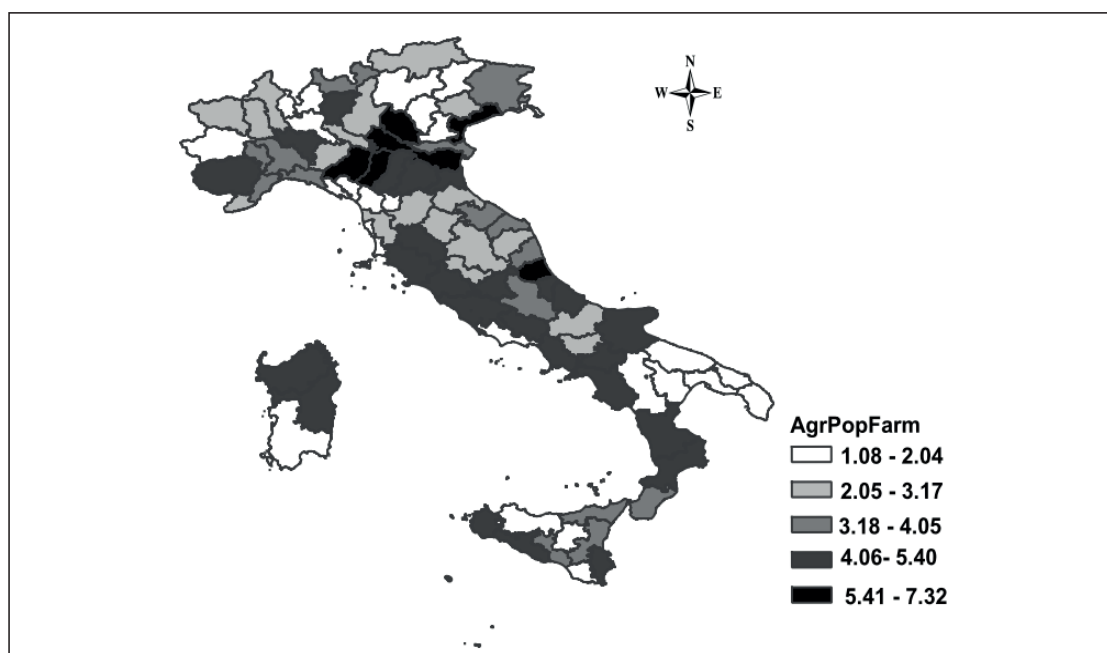 N
W E
S
AgrPopFarm
1.08 - 2.04
2.05 - 3.17
3.18 - 4.05
4.06- 5.40
5.41 - 7.32